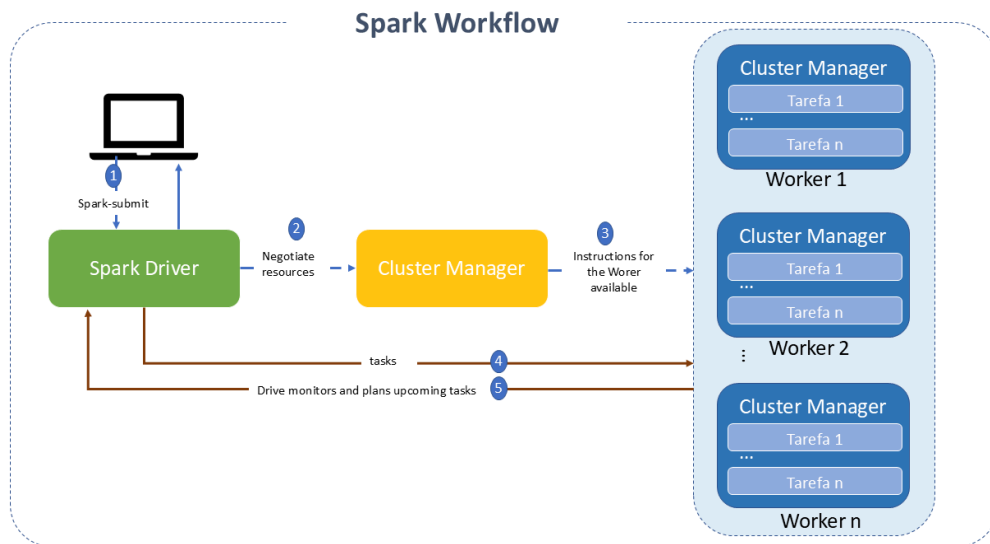 Spark Workflow
1
Spark-submit
Spark Driver
2
Negotiate
resources
Cluster Manager
3
Instructions for
the Worer
available
tasks
4
Drive monitors and plans upcoming tasks
5
Cluster Manager
Tarefa 1
...
Tarefa n
Worker 1
Cluster Manager
Tarefa 1
...
Tarefa n
Worker 2
...
Cluster Manager
Tarefa 1
...
Tarefa n
Worker n